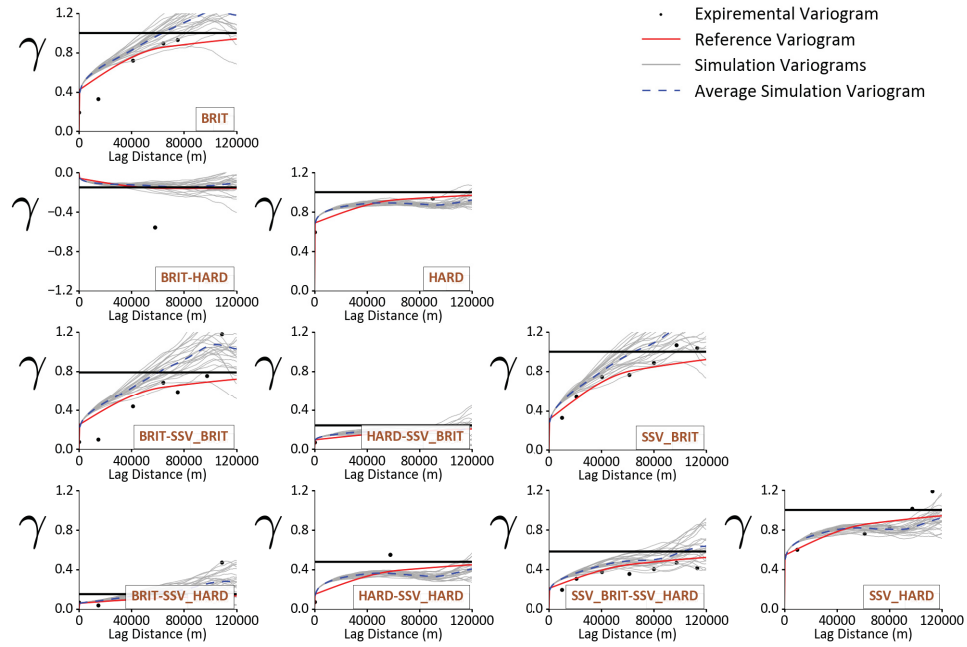 Expiremental Variogram
Reference Variogram
Simulation Variograms
Average Simulation Variogram
1.2
0.8
0.4
0.0
γ
BRIT
0 40000 80000 120000
Lag Distance (m)
0.0
−0.4
−0.8
−1.2
γ
BRIT-HARD
0 40000 80000 120000
Lag Distance (m)
1.2
0.8
0.4
0.0
γ
HARD
0 40000 80000 120000
Lag Distance (m)
1.2
0.8
0.4
0.0
γ
BRIT-SSV_BRIT
0 40000 80000 120000
Lag Distance (m)
1.2
0.8
0.4
0.0
γ
HARD-SSV_BRIT
0 40000 80000 120000
Lag Distance (m)
1.2
0.8
0.4
0.0
γ
SSV_BRIT
0 40000 80000 120000
Lag Distance (m)
1.2
0.8
0.4
0.0
γ
BRIT-SSV_HARD
0 40000 80000 120000
Lag Distance (m)
1.2
0.8
0.4
0.0
γ
HARD-SSV_HARD
0 40000 80000 120000
Lag Distance (m)
1.2
0.8
0.4
0.0
γ
SSV_BRIT-SSV_HARD
0 40000 80000 120000
Lag Distance (m)
1.2
0.8
0.4
0.0
γ
SSV_HARD
0 40000 80000 120000
Lag Distance (m)